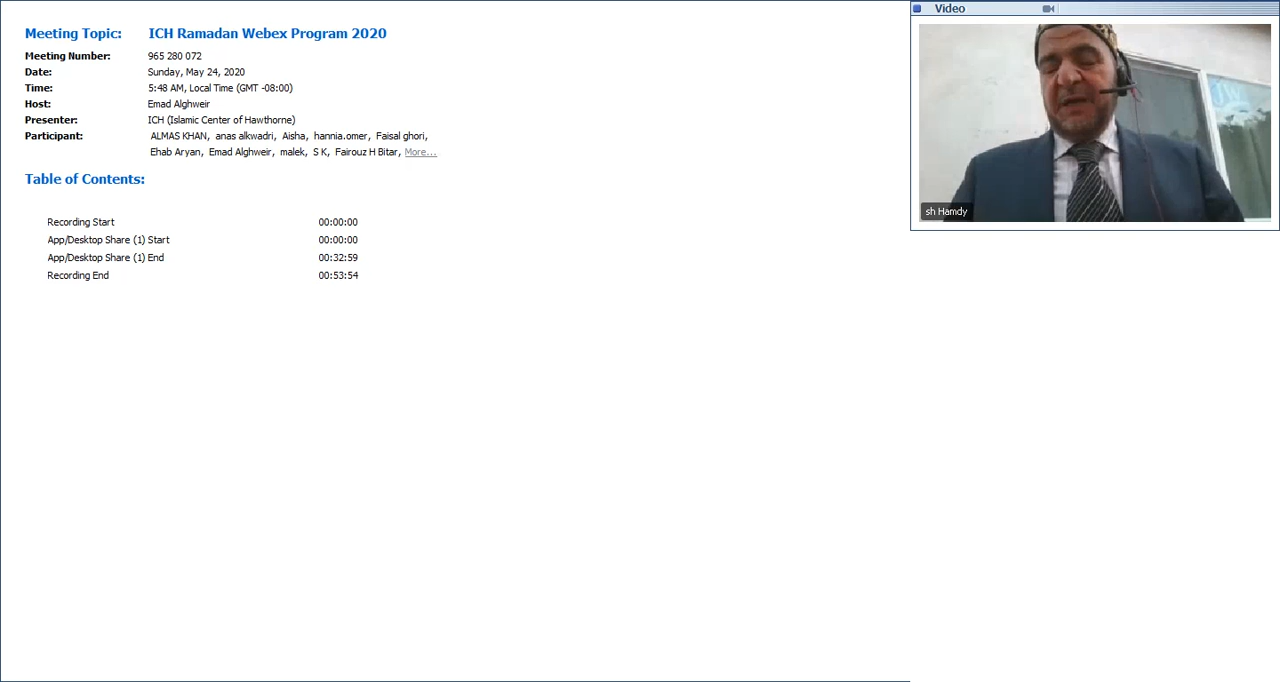 Meeting Topic: ICH Ramadan Webex Program 2020
Meeting Number: 965 280 072
Date: Sunday, May 24, 2020
Time: 5:48 AM, Local Time (GMT -08:00)
Host: Emad Alghweir
Presenter: ICH (Islamic Center of Hawthorne)
Participant: ALMAS KHAN, anas alkwadri, Aisha, hannia.omer, Faisal ghori,
Ehab Aryan, Emad Alghweir, malek, S K, Fairouz H Bitar, More...
Table of Contents:
Recording Start 00:00:00
App/Desktop Share (1) Start 00:00:00
App/Desktop Share (1) End 00:32:59
Recording End 00:53:54
Video
sh Hamdy